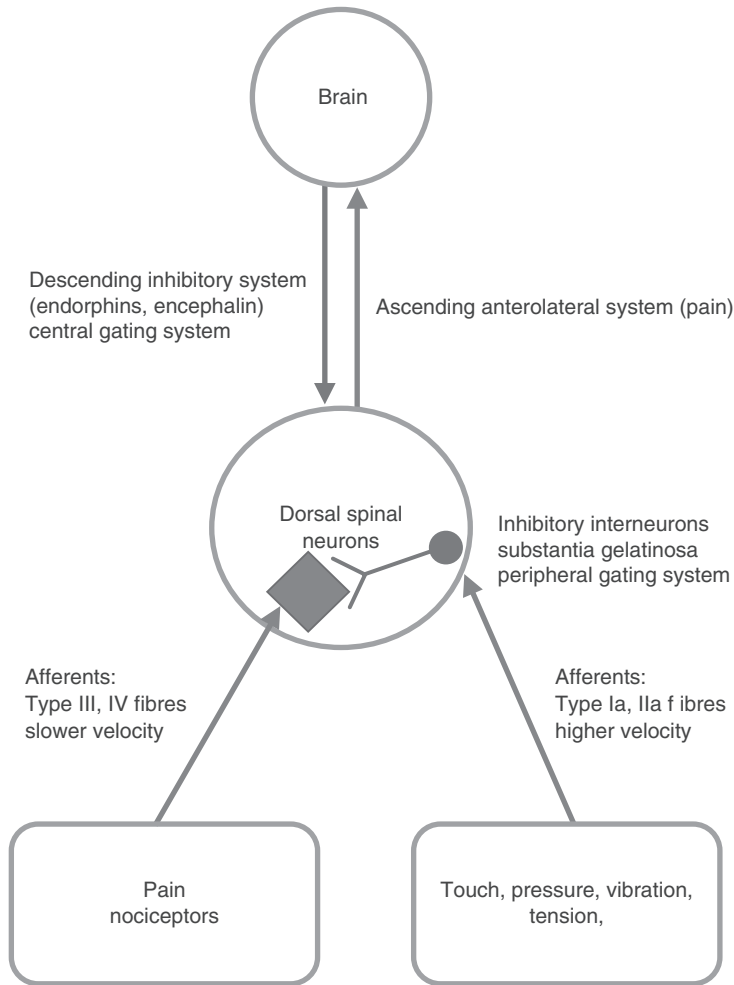 Brain
Descending inhibitory system
(endorphins, encephalin)
central gating system
Ascending anterolateral system (pain)
Dorsal spinal
neurons
Inhibitory interneurons
substantia gelatinosa
peripheral gating system
Afferents:
Type III, IV fibres
slower velocity
Afferents:
Type Ia, IIa f ibres
higher velocity
Pain
nociceptors
Touch, pressure, vibration,
tension,